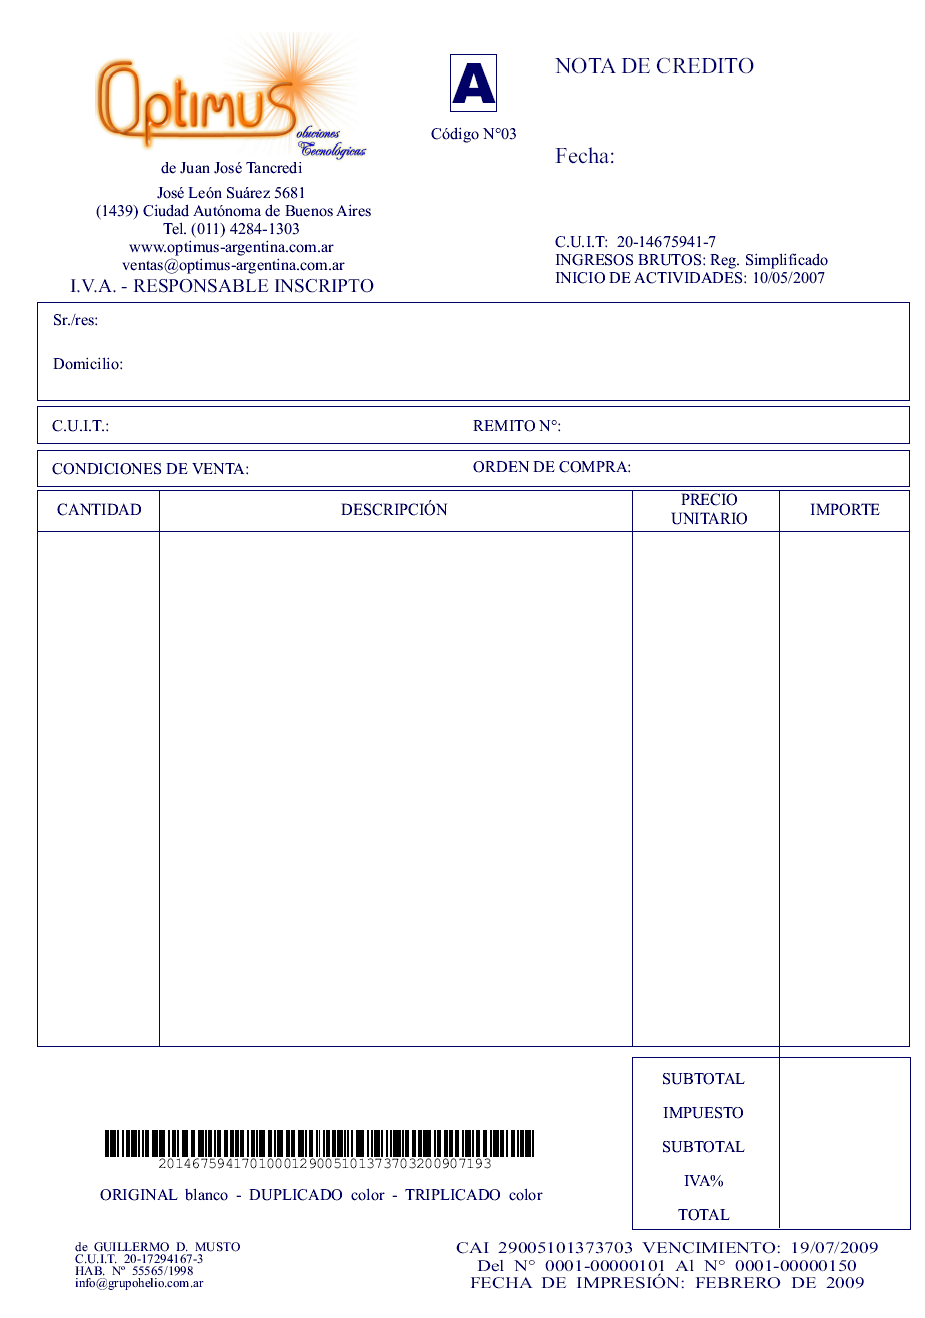 Optimus
oluciones
Tecnológicas
de Juan José Tancredi
José León Suárez 5681
(1439) Ciudad Autónoma de Buenos Aires
Tel. (011) 4284-1303
www.optimus-argentina.com.ar
ventas@optimus-argentina.com.ar
I.V.A. - RESPONSABLE INSCRIPTO
A
Código N°03
NOTA DE CREDITO
Fecha:
C.U.I.T: 20-14675941-7
INGRESOS BRUTOS: Reg. Simplificado
INICIO DE ACTIVIDADES: 10/05/2007
Sr./res:
Domicilio:
C.U.I.T.:
REMITO N°:
CONDICIONES DE VENTA:
ORDEN DE COMPRA:
CANTIDAD
DESCRIPCIÓN
PRECIO
UNITARIO
IMPORTE
SUBTOTAL
IMPUESTO
SUBTOTAL
IVA%
TOTAL
2014675941701000129005101373703200907193
ORIGINAL blanco - DUPLICADO color - TRIPLICADO color
de GUILLERMO D. MUSTO
C.U.I.T. 20-17294167-3
HAB. Nº 55565/1998
info@grupohelio.com.ar
CAI 29005101373703 VENCIMIENTO: 19/07/2009
Del N° 0001-00000101 Al N° 0001-00000150
FECHA DE IMPRESIÓN: FEBRERO DE 2009